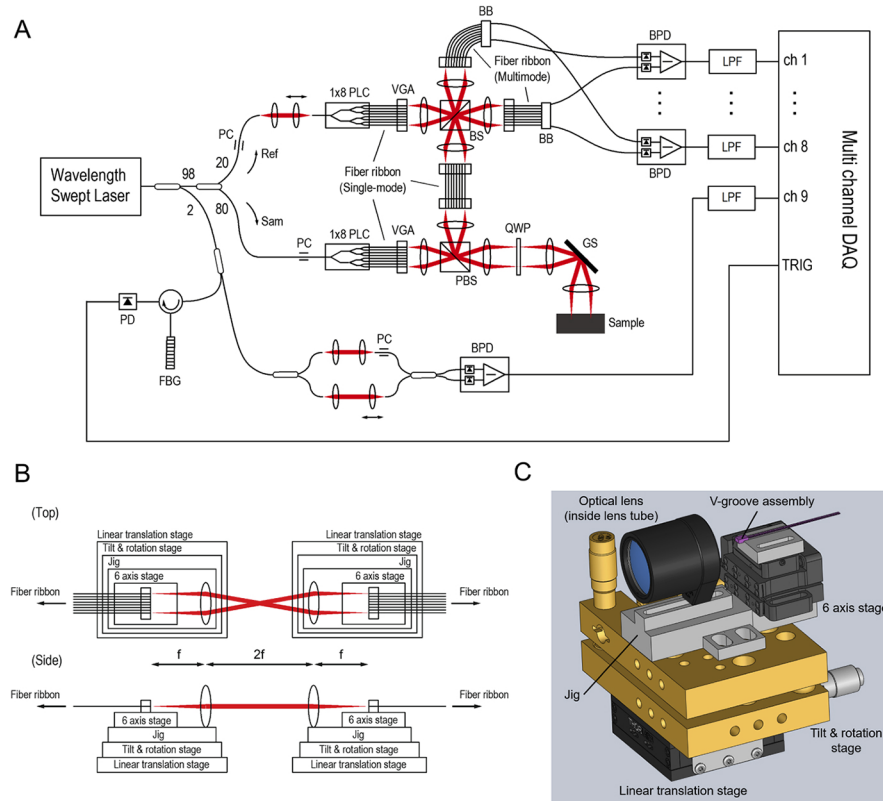 A
BB
Fiber ribbon
(Multimode)
BPD
LPF
ch 1
1x8 PLC
VGA
BS
BB
PC
20
Ref
Fiber ribbon
(Single-mode)
BPD
LPF
ch 8
Wavelength
Swept Laser
98
2
80
Sam
LPF
ch 9
Multi channel DAQ
PC
1x8 PLC
VGA
QWP
GS
PBS
TRIG
PD
FBG
Sample
PC
BPD
B
(Top)
Linear translation stage
Tilt & rotation stage
Jig
6 axis stage
Fiber ribbon
Linear translation stage
Tilt & rotation stage
Jig
6 axis stage
Fiber ribbon
(Side)
f
2f
f
Fiber ribbon
6 axis stage
Jig
Tilt & rotation stage
Linear translation stage
Fiber ribbon
6 axis stage
Jig
Tilt & rotation stage
Linear translation stage
C
Optical lens
(inside lens tube)
V-groove assembly
6 axis stage
Jig
Tilt & rotation
stage
Linear translation stage